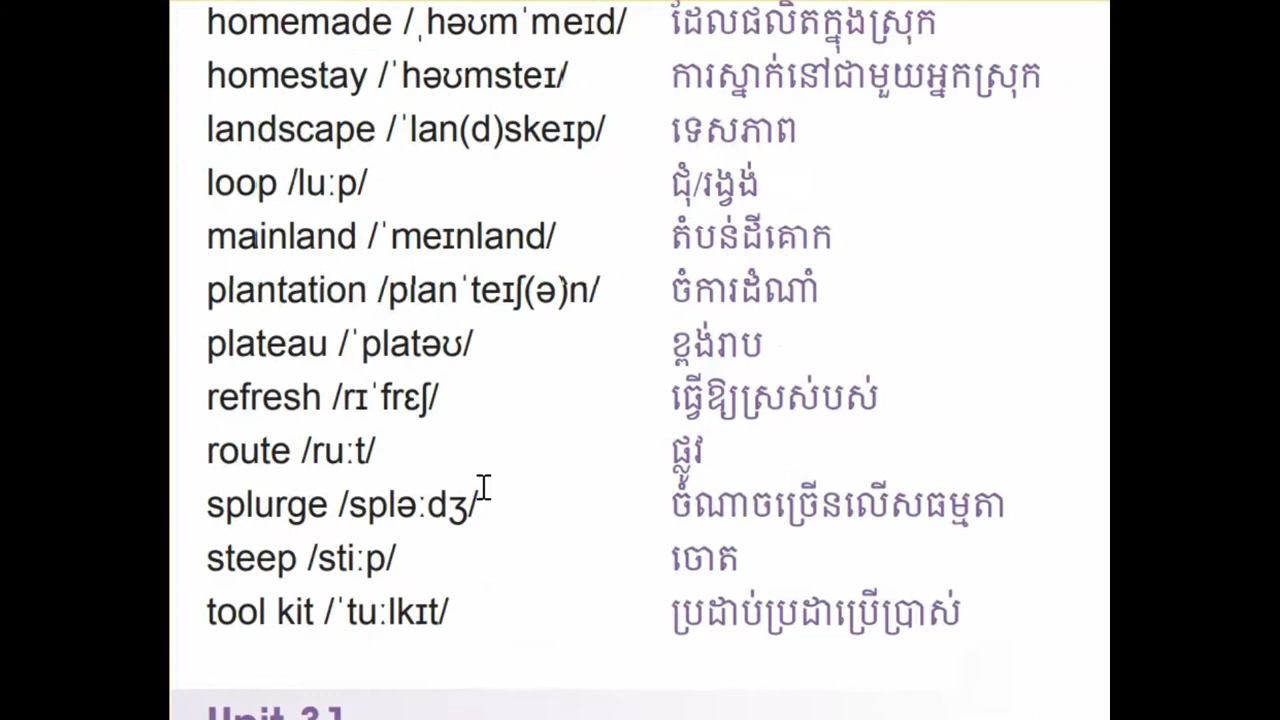 homemade /ˌhəʊmˈmeɪd/ ដែលផលិតក្នុងស្រុក
homestay /ˈhəʊmsteɪ/ ការស្នាក់នៅជាមួយអ្នកស្រុក
landscape /ˈlan(d)skeɪp/ ទេសភាព
loop /luːp/ ជុំ/រង្វង់
mainland /ˈmeɪnland/ តំបន់ដីគោក
plantation /planˈteɪʃ(ə)n/ ចំការដំណាំ
plateau /ˈplatəʊ/ ខ្ពង់រាប
refresh /rɪˈfrɛʃ/ ធ្វើឱ្យស្រស់បស់
route /ruːt/ ផ្លូវ
splurge /spləːdʒ/ ចំណាចច្រើនលើសធម្មតា
steep /stiːp/ ចោត
tool kit /ˈtuːlkɪt/ ប្រដាប់ប្រដាប្រើប្រាស់
Unit 31